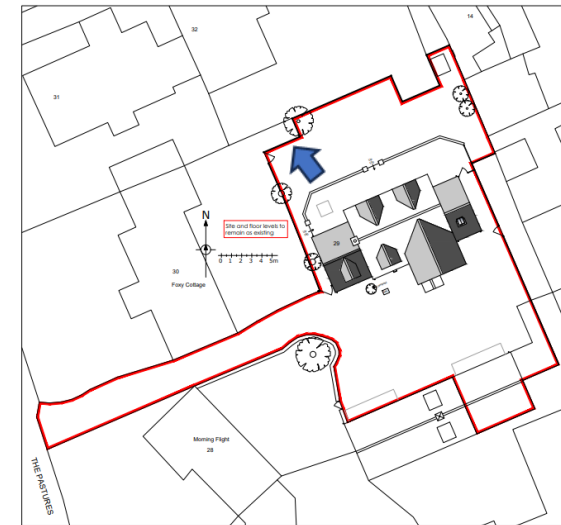 32
14
31
N
Site and floor levels to
remain as existing
0 1 2 3 4 5m
29
30
Foxy Cottage
Morning Flight
28
THE PASTURES